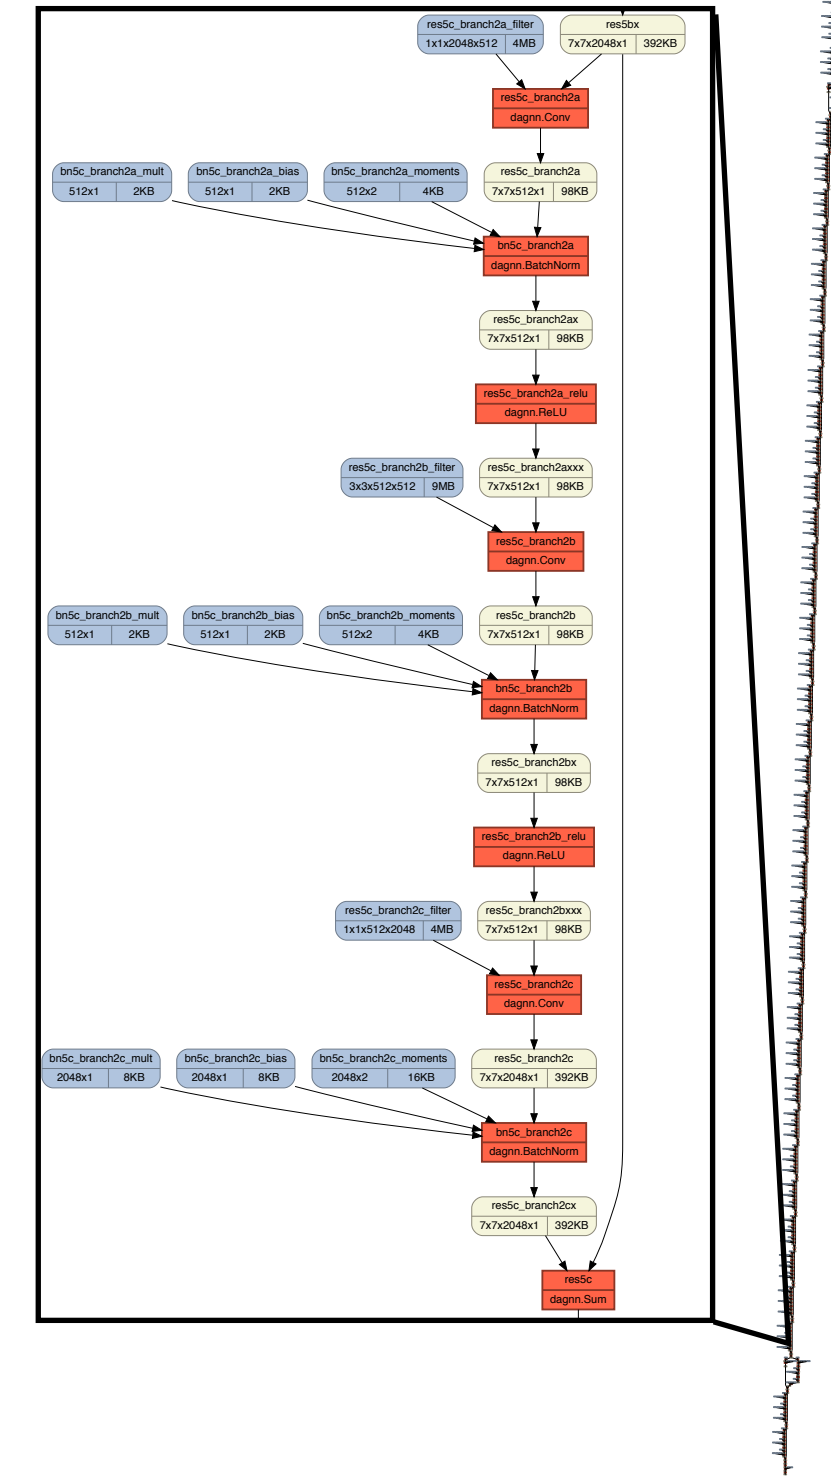 res5c_branch2a_filter
1x1x2048x512 4MB
res5bx
7x7x2048x1 392KB
res5c_branch2a
dagnn.Conv
bn5c_branch2a_mult
512x1 2KB
bn5c_branch2a_bias
512x1 2KB
bn5c_branch2a_moments
512x2 4KB
res5c_branch2a
7x7x512x1 98KB
bn5c_branch2a
dagnn.BatchNorm
res5c_branch2ax
7x7x512x1 98KB
res5c_branch2a_relu
dagnn.ReLU
res5c_branch2b_filter
3x3x512x512 9MB
res5c_branch2axxx
7x7x512x1 98KB
res5c_branch2b
dagnn.Conv
bn5c_branch2b_mult
512x1 2KB
bn5c_branch2b_bias
512x1 2KB
bn5c_branch2b_moments
512x2 4KB
res5c_branch2b
7x7x512x1 98KB
bn5c_branch2b
dagnn.BatchNorm
res5c_branch2bx
7x7x512x1 98KB
res5c_branch2b_relu
dagnn.ReLU
res5c_branch2c_filter
1x1x512x2048 4MB
res5c_branch2bxxx
7x7x512x1 98KB
res5c_branch2c
dagnn.Conv
bn5c_branch2c_mult
2048x1 8KB
bn5c_branch2c_bias
2048x1 8KB
bn5c_branch2c_moments
2048x2 16KB
res5c_branch2c
7x7x2048x1 392KB
bn5c_branch2c
dagnn.BatchNorm
res5c_branch2cx
7x7x2048x1 392KB
res5c
dagnn.Sum